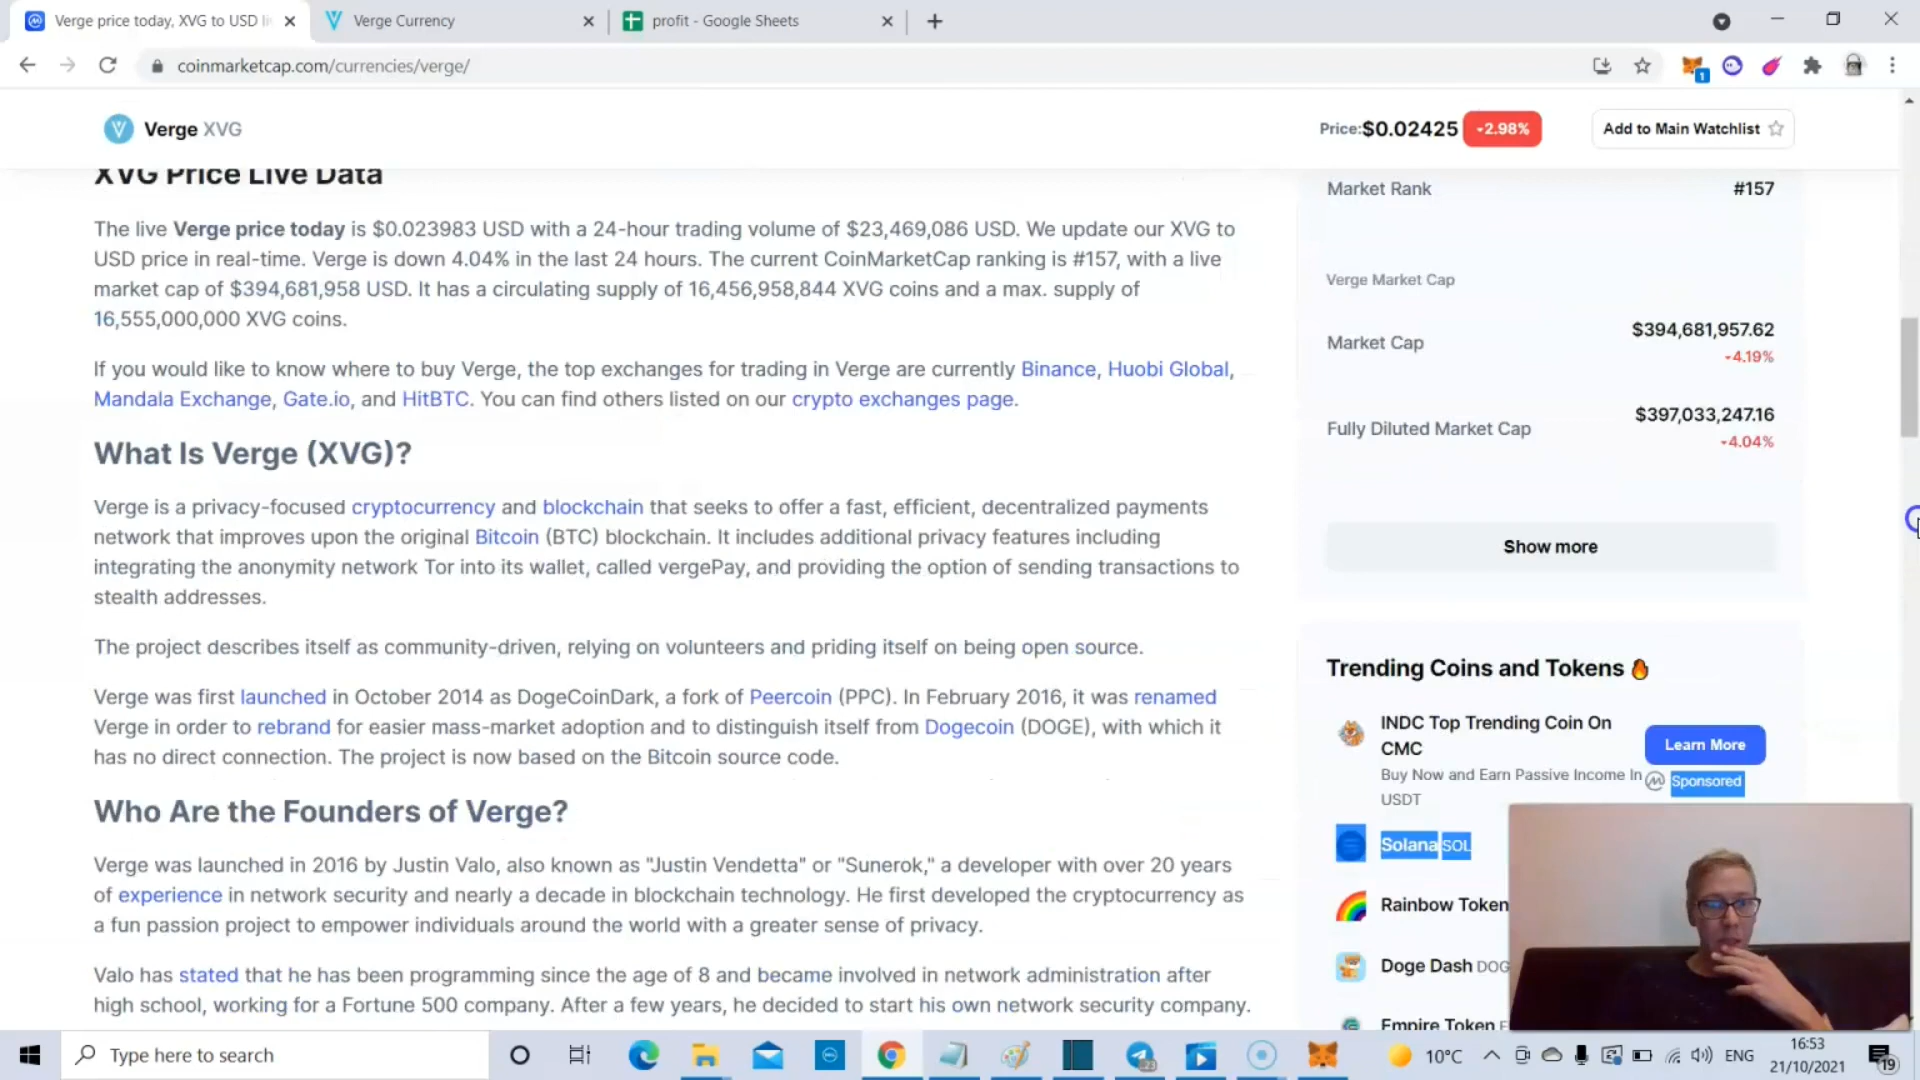 Verge price today, XVG to USD li
Verge Currency
profit - Google Sheets
coinmarketcap.com/currencies/verge/
1
Verge XVG
Price:$0.02425
-2.98%
Add to Main Watchlist
XVG Price Live Data
The live Verge price today is $0.023983 USD with a 24-hour trading volume of $23,469,086 USD. We update our XVG to
USD price in real-time. Verge is down 4.04% in the last 24 hours. The current CoinMarketCap ranking is #157, with a live
market cap of $394,681,958 USD. It has a circulating supply of 16,456,958,844 XVG coins and a max. supply of
16,555,000,000 XVG coins.
If you would like to know where to buy Verge, the top exchanges for trading in Verge are currently Binance, Huobi Global,
Mandala Exchange, Gate.io, and HitBTC. You can find others listed on our crypto exchanges page.
What Is Verge (XVG)?
Verge is a privacy-focused cryptocurrency and blockchain that seeks to offer a fast, efficient, decentralized payments
network that improves upon the original Bitcoin (BTC) blockchain. It includes additional privacy features including
integrating the anonymity network Tor into its wallet, called vergePay, and providing the option of sending transactions to
stealth addresses.
The project describes itself as community-driven, relying on volunteers and priding itself on being open source.
Verge was first launched in October 2014 as DogeCoinDark, a fork of Peercoin (PPC). In February 2016, it was renamed
Verge in order to rebrand for easier mass-market adoption and to distinguish itself from Dogecoin (DOGE), with which it
has no direct connection. The project is now based on the Bitcoin source code.
Who Are the Founders of Verge?
Verge was launched in 2016 by Justin Valo, also known as "Justin Vendetta" or "Sunerok," a developer with over 20 years
of experience in network security and nearly a decade in blockchain technology. He first developed the cryptocurrency as
a fun passion project to empower individuals around the world with a greater sense of privacy.
Valo has stated that he has been programming since the age of 8 and became involved in network administration after
high school, working for a Fortune 500 company. After a few years, he decided to start his own network security company.
Market Rank
#157
Verge Market Cap
Market Cap
$394,681,957.62
-4.19%
Fully Diluted Market Cap
$397,033,247.16
-4.04%
Show more
Trending Coins and Tokens
INDC Top Trending Coin On
CMC
Learn More
Buy Now and Earn Passive Income In
USDT
Sponsored
Solana SOL
Rainbow Token
Doge Dash DOG
Empire Token
Type here to search
10°C
ENG
16:53
21/10/2021
19